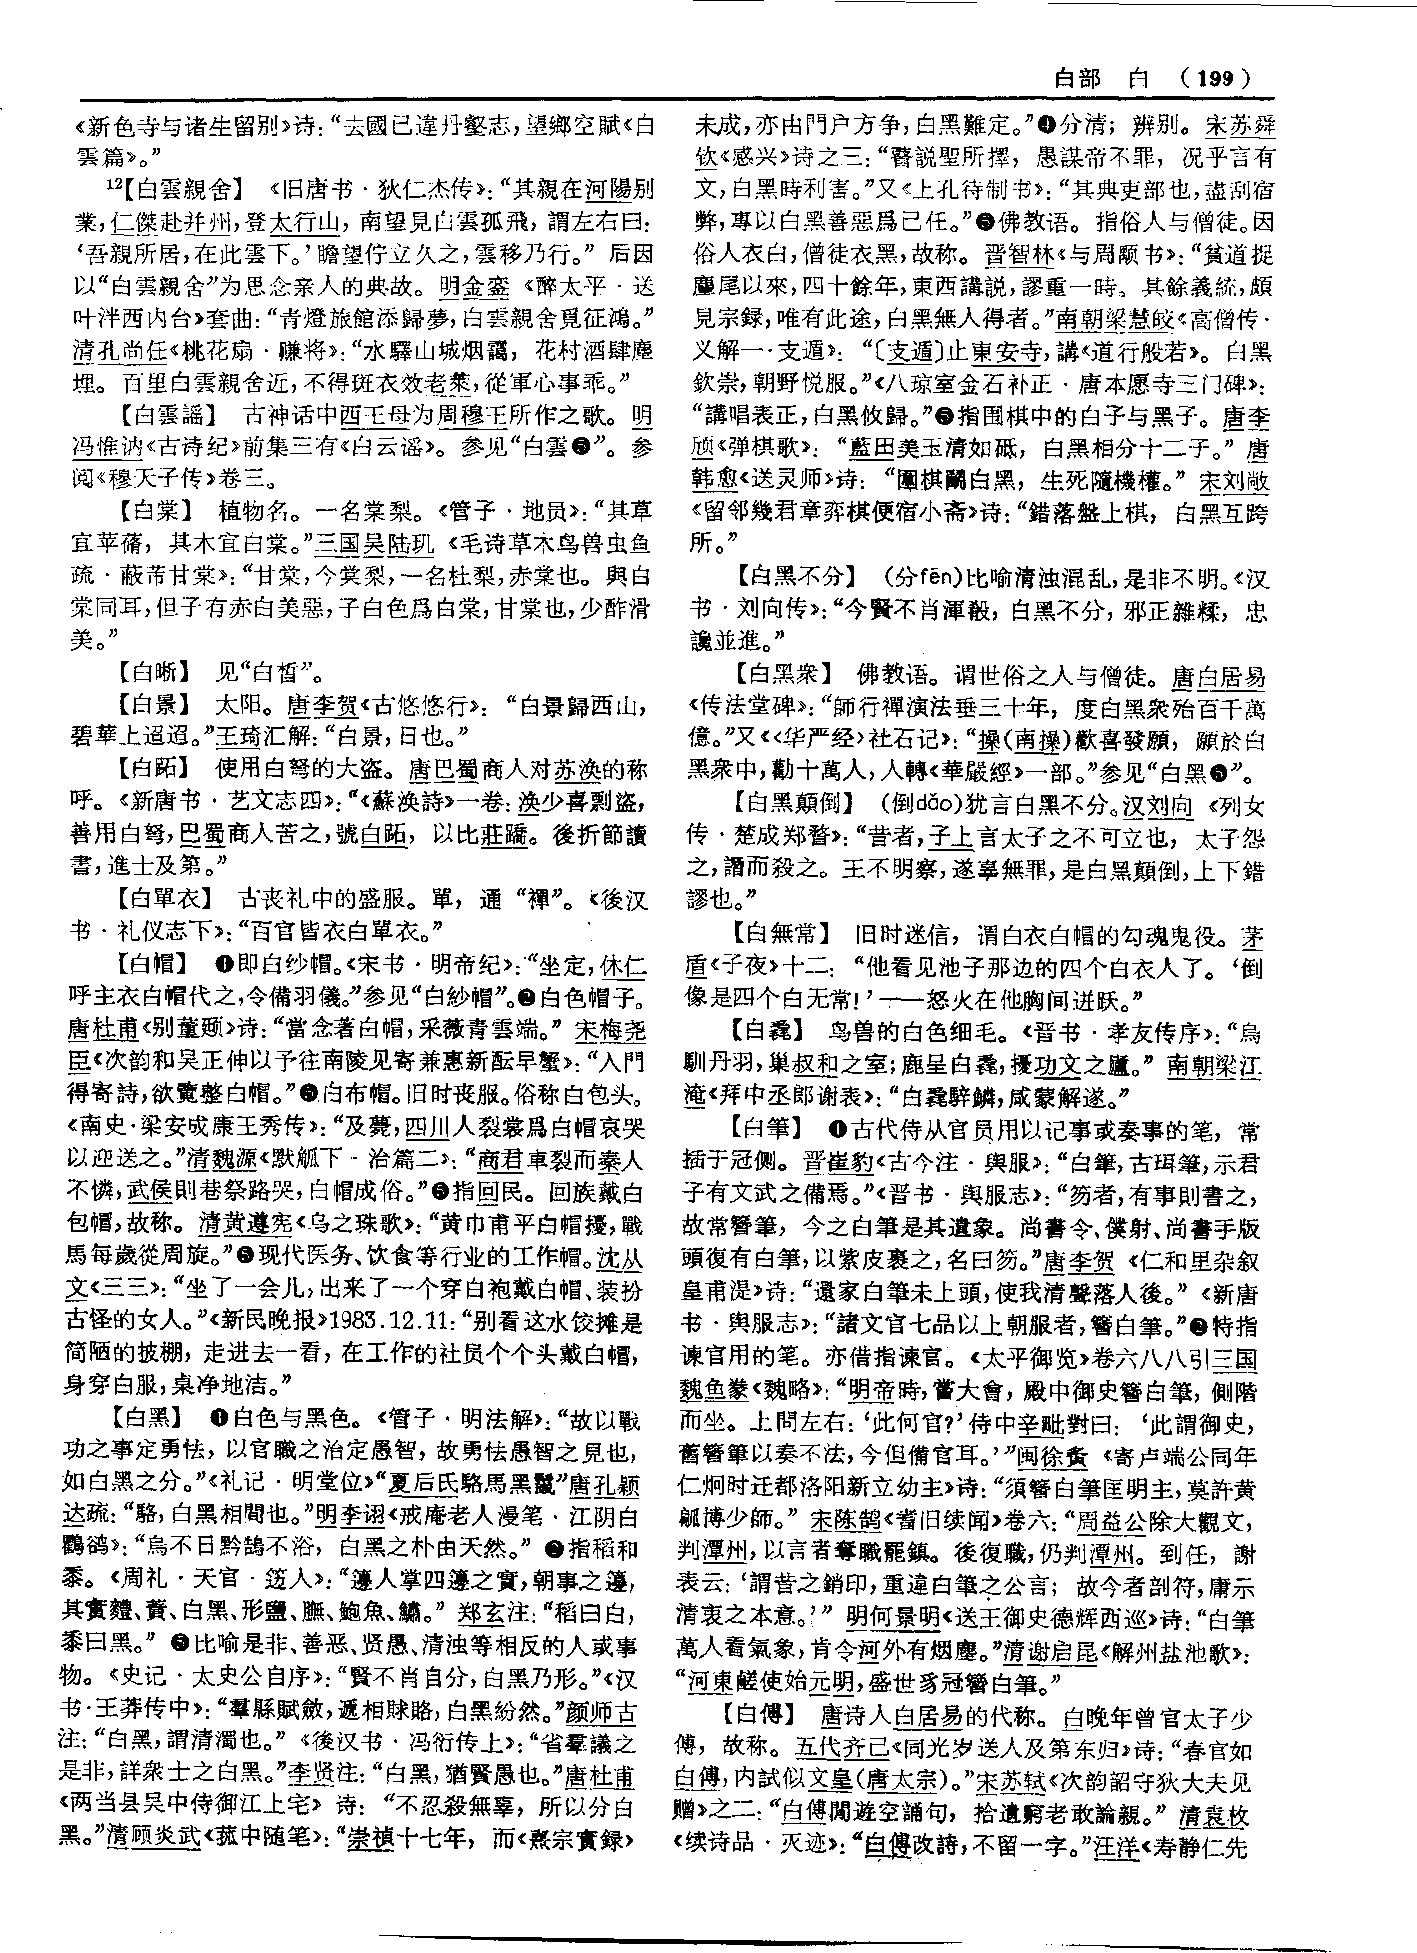 白部　白　（199）
《新色寺与诸生留别》诗：“去國已違丹壑志，望鄉空賦《白
雲篇》。”
12【白雲親舍】　《旧唐书·狄仁杰传》：“其親在河陽别
業，仁傑赴并州，登太行山，南望見白雲孤飛，謂左右曰：
‘吾親所居，在此雲下。’瞻望佇立久之，雲移乃行。”后因
以“白雲親舍”为思念亲人的典故。明金銮《醉太平·送
叶泮西内台》套曲：“青燈旅館添歸夢，白雲親舍覓征鴻。”
清孔尚任《桃花扇·赚将》：“水驛山城烟靄，花村酒肆塵
埋。百里白雲親舍近，不得斑衣效老萊，從軍心事乖。”
【白雲謡】　古神话中西王母为周穆王所作之歌。明
冯惟讷《古诗纪》前集三有《白云谣》。参见“白雲❺”。参
阅《穆天子传》卷三。
【白棠】　植物名。一名棠梨。《管子·地员》：“其草
宜苹蓨，其木宜白棠。”三国吴陆玑《毛诗草木鸟兽虫鱼
疏·蔽芾甘棠》：“甘棠，今棠梨，一名杜梨，赤棠也。與白
棠同耳，但子有赤白美惡，子白色爲白棠，甘棠也，少酢滑
美。”
【白晰】　见“白皙”。
【白景】　太阳。唐李贺《古悠悠行》：“白景歸西山，
碧華上迢迢。”王琦汇解：“白景，日也。”
【白跖】　使用白弩的大盗。唐巴蜀商人对苏涣的称
呼。《新唐书·艺文志四》：“《蘇涣詩》一卷：涣少喜剽盗，
善用白弩，巴蜀商人苦之，號白跖，以比莊蹻。後折節讀
書，進士及第。”
【白單衣】　古丧礼中的盛服。單，通“襌”。《後汉
书·礼仪志下》：“百官皆衣白單衣。”
【白帽】　❶即白纱帽。《宋书·明帝纪》：“坐定，休仁
呼主衣白帽代之，令備羽儀。”参见“白紗帽”。❷白色帽子。
唐杜甫《别董颋》诗：“當念著白帽，采薇青雲端。”宋梅尧
臣《次韵和吴正仲以予往南陵见寄兼惠新酝早蟹》：“入門
得寄詩，欲覽整白帽。”❸白布帽。旧时丧服。俗称白包头。
《南史·梁安成康王秀传》：“及薨，四川人裂裳爲白帽哀哭
以迎送之。”清魏源《默觚下·治篇二》：“商君車裂而秦人
不憐，武侯則巷祭路哭，白帽成俗。”❹指回民。回族戴白
包帽，故称。清黄遵宪《乌之珠歌》：“黄巾甫平白帽擾，戰
馬每歲從周旋。”❺现代医务、饮食等行业的工作帽。沈从
文《三三》：“坐了一会儿，出来了一个穿白袍戴白帽、装扮
古怪的女人。”《新民晚报》1983.12.11：“别看这水饺摊是
简陋的披棚，走进去一看，在工作的社员个个头戴白帽，
身穿白服，桌净地洁。”
【白黑】　❶白色与黑色。《管子·明法解》：“故以戰
功之事定勇怯，以官職之治定愚智，故勇怯愚智之見也，
如白黑之分。”《礼记·明堂位》“夏后氏駱馬黑鬣”唐孔颖
达疏：“駱，白黑相間也。”明李诩《戒庵老人漫笔·江阴白
鸛鹆》：“烏不日黔鵠不浴，白黑之朴由天然。”❷指稻和
黍。《周礼·天官·笾人》：“籩人掌四籩之實，朝事之籩，
其實麷、蕡、白黑、形鹽、膴、鮑魚、鱐。”郑玄注：“稻曰白，
黍曰黑。”❸比喻是非、善恶、贤愚、清浊等相反的人或事
物。《史记·太史公自序》：“賢不肖自分，白黑乃形。”《汉
书·王莽传中》：“羣縣賦斂，遞相賕賂，白黑紛然。”颜师古
注：“白黑，謂清濁也。”《後汉书·冯衍传上》：“省羣議之
是非，詳衆士之白黑。”李贤注：“白黑，猶賢愚也。”唐杜甫
《两当县吴中侍御江上宅》诗：“不忍殺無辜，所以分白
黑。”清顾炎武《菰中随笔》：“崇禎十七年，而《熹宗實録》
未成，亦由門户方争，白黑難定。”❹分清；辨别。宋苏舜
钦《感兴》诗之三：“瞽説聖所擇，愚謀帝不罪，况乎言有
文，白黑時利害。”又《上孔待制书》：“其典吏部也，盡刮宿
弊，專以白黑善惡爲己任。”❺佛教语。指俗人与僧徒。因
俗人衣白，僧徒衣黑，故称。晋智林《与周颙书》：“貧道捉
麈尾以來，四十餘年，東西講説，謬重一時。其餘義統，頗
見宗録，唯有此途，白黑無人得者。”南朝梁慧皎《高僧传·
义解一·支遁》：“〔支遁〕止東安寺，講《道行般若》。白黑
欽崇，朝野悦服。”《八琼室金石补正·唐本愿寺三门碑》：
“講唱表正，白黑攸歸。”❻指围棋中的白子与黑子。唐李
颀《弹棋歌》：“藍田美玉清如砥，白黑相分十二子。”唐
韩愈《送灵师》诗：“圍棋鬭白黑，生死隨機權。”宋刘敞
《留邻幾君章弈棋便宿小斋》诗：“錯落盤上棋，白黑互跨
所。”
【白黑不分】　（分fēn）比喻清浊混乱，是非不明。《汉
书·刘向传》：“今賢不肖渾殽，白黑不分，邪正雜糅，忠
讒並進。”
【白黑衆】　佛教语。谓世俗之人与僧徒。唐白居易
《传法堂碑》：“師行禪演法垂三十年，度白黑衆殆百千萬
億。”又《〈华严经〉社石记》：“操（南操）歡喜發願，願於白
黑衆中，勸十萬人，人轉《華嚴經》一部。”参见“白黑❺”。
【白黑顛倒】　（倒dǎo）犹言白黑不分。汉刘向《列女
传·楚成郑瞀》：“昔者，子上言太子之不可立也，太子怨
之，譖而殺之。王不明察，遂辜無罪，是白黑顛倒，上下錯
謬也。”
【白無常】　旧时迷信，谓白衣白帽的勾魂鬼役。茅
盾《子夜》十二：“他看见池子那边的四个白衣人了。‘倒
像是四个白无常！’——怒火在他胸间迸跃。”
【白毳】　鸟兽的白色细毛。《晋书·孝友传序》：“烏
馴丹羽，巢叔和之室；鹿呈白毳，擾功文之廬。”南朝梁江
淹《拜中丞郎谢表》：“白毳騂鱗，咸蒙解遂。”
【白筆】　❶古代侍从官员用以记事或奏事的笔，常
插于冠侧。晋崔豹《古今注·舆服》：“白筆，古珥筆，示君
子有文武之備焉。”《晋书·舆服志》：“笏者，有事則書之，
故常簪筆，今之白筆是其遺象。尚書令、僕射、尚書手版
頭復有白筆，以紫皮裹之，名曰笏。”唐李贺《仁和里杂叙
皇甫湜》诗：“還家白筆未上頭，使我清聲落人後。”《新唐
书·舆服志》：“諸文官七品以上朝服者，簪白筆。”❷特指
谏官用的笔。亦借指谏官。《太平御览》卷六八八引三国
魏鱼豢《魏略》：“明帝時，嘗大會，殿中御史簪白筆，側階
而坐。上問左右：‘此何官？’侍中辛毗對曰：‘此謂御史，
舊簪筆以奏不法，今但備官耳。’”闽徐夤《寄卢端公同年
仁炯时迁都洛阳新立幼主》诗：“須簪白筆匡明主，莫許黄
瓠博少師。”宋陈鹄《耆旧续闻》卷六：“周益公除大觀文，
判潭州，以言者奪職罷鎮。後復職，仍判潭州。到任，謝
表云：‘謂昔之銷印，重違白筆之公言；故今者剖符，庸示
清衷之本意。’”明何景明《送王御史德辉西巡》诗：“白筆
萬人看氣象，肯令河外有烟塵。”清谢启昆《解州盐池歌》：
“河東鹺使始元明，盛世豸冠簪白筆。”
【白傅】　唐诗人白居易的代称。白晚年曾官太子少
傅，故称。五代齐己《同光岁送人及第东归》诗：“春官如
白傅，内試似文皇（唐太宗）。”宋苏轼《次韵韶守狄大夫见
赠》之二：“白傅閒遊空誦句，拾遺窮老敢論親。”清袁枚
《续诗品·灭迹》：“白傅改詩，不留一字。”汪洋《寿静仁先